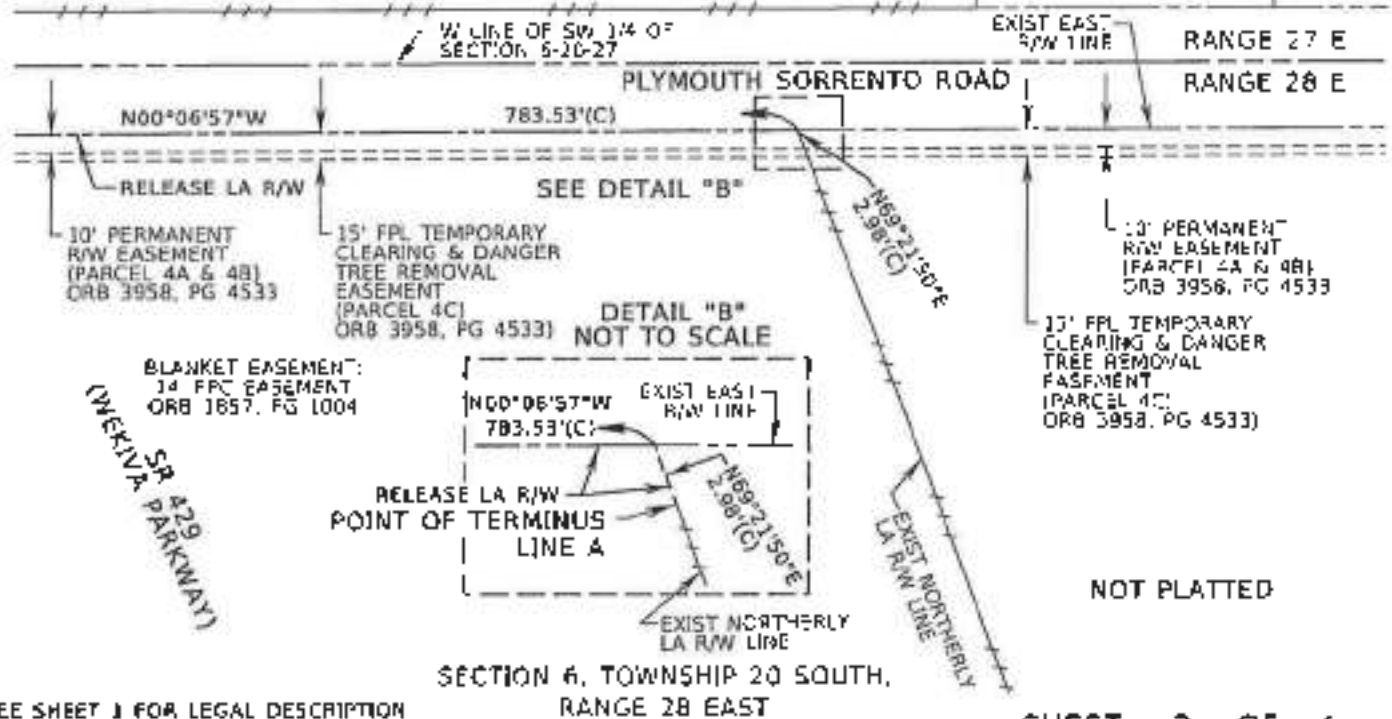 W LINE OF SW 1/4 OF
SECTION 6-20-27
EXIST EAST
R/W LINE
RANGE 27 E
RANGE 28 E
PLYMOUTH SORRENTO ROAD
N00°06'57"W
783.53'(C)
RELEASE LA R/W
SEE DETAIL "B"
N69°21'50"E
2.98'(C)
10' PERMANENT
R/W EASEMENT
(PARCEL 4A & 4B)
ORB 3958, PG 4533
15' FPL TEMPORARY
CLEARING & DANGER
TREE REMOVAL
EASEMENT
(PARCEL 4C)
ORB 3958, PG 4533)
10' PERMANENT
R/W EASEMENT
(PARCEL 4A & 4B)
ORB 3958, PG 4533
15' FPL TEMPORARY
CLEARING & DANGER
TREE REMOVAL
EASEMENT
(PARCEL 4C)
ORB 3958, PG 4533)
DETAIL "B"
NOT TO SCALE
BLANKET EASEMENT:
14' FPC EASEMENT
ORB 1857, PG 1004
SR 429
(WEKIVA PARKWAY)
N00°06'57"W
783.53'(C)
EXIST EAST
R/W LINE
RELEASE LA R/W
POINT OF TERMINUS
LINE A
N69°21'50"E
2.98'(C)
EXIST NORTHERLY
LA R/W LINE
EXIST NORTHERLY
LA R/W LINE
NOT PLATTED
SECTION 6, TOWNSHIP 20 SOUTH,
RANGE 28 EAST
EE SHEET 1 FOR LEGAL DESCRIPTION